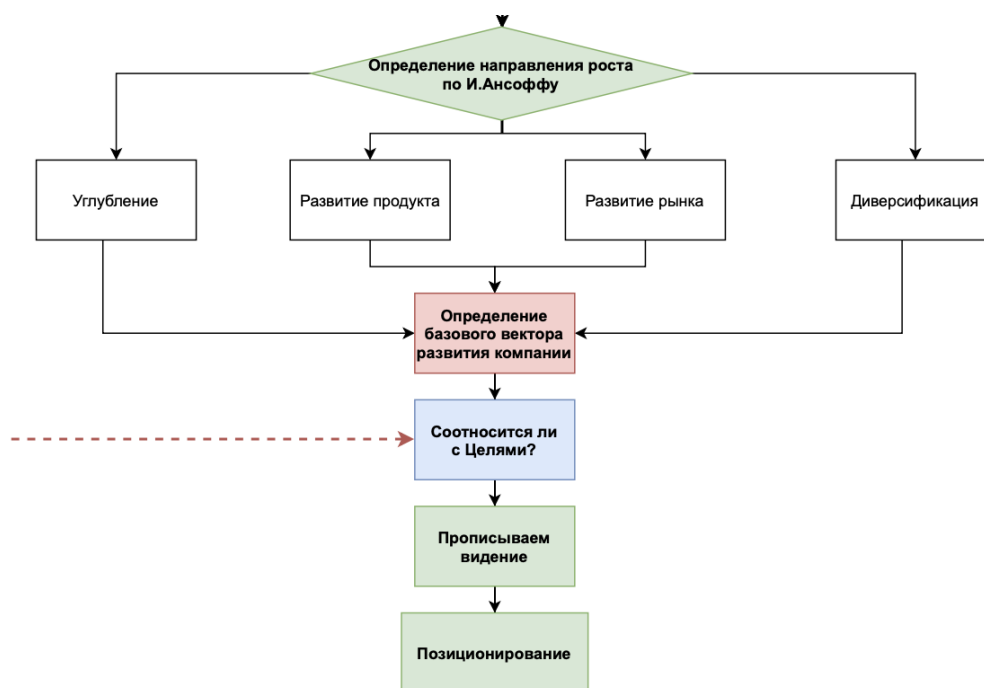 Определение направления роста
по И.Ансоффу
Углубление
Развитие продукта
Развитие рынка
Диверсификация
Определение
базового вектора
развития компании
Соотносится ли
с Целями?
Прописываем
видение
Позиционирование